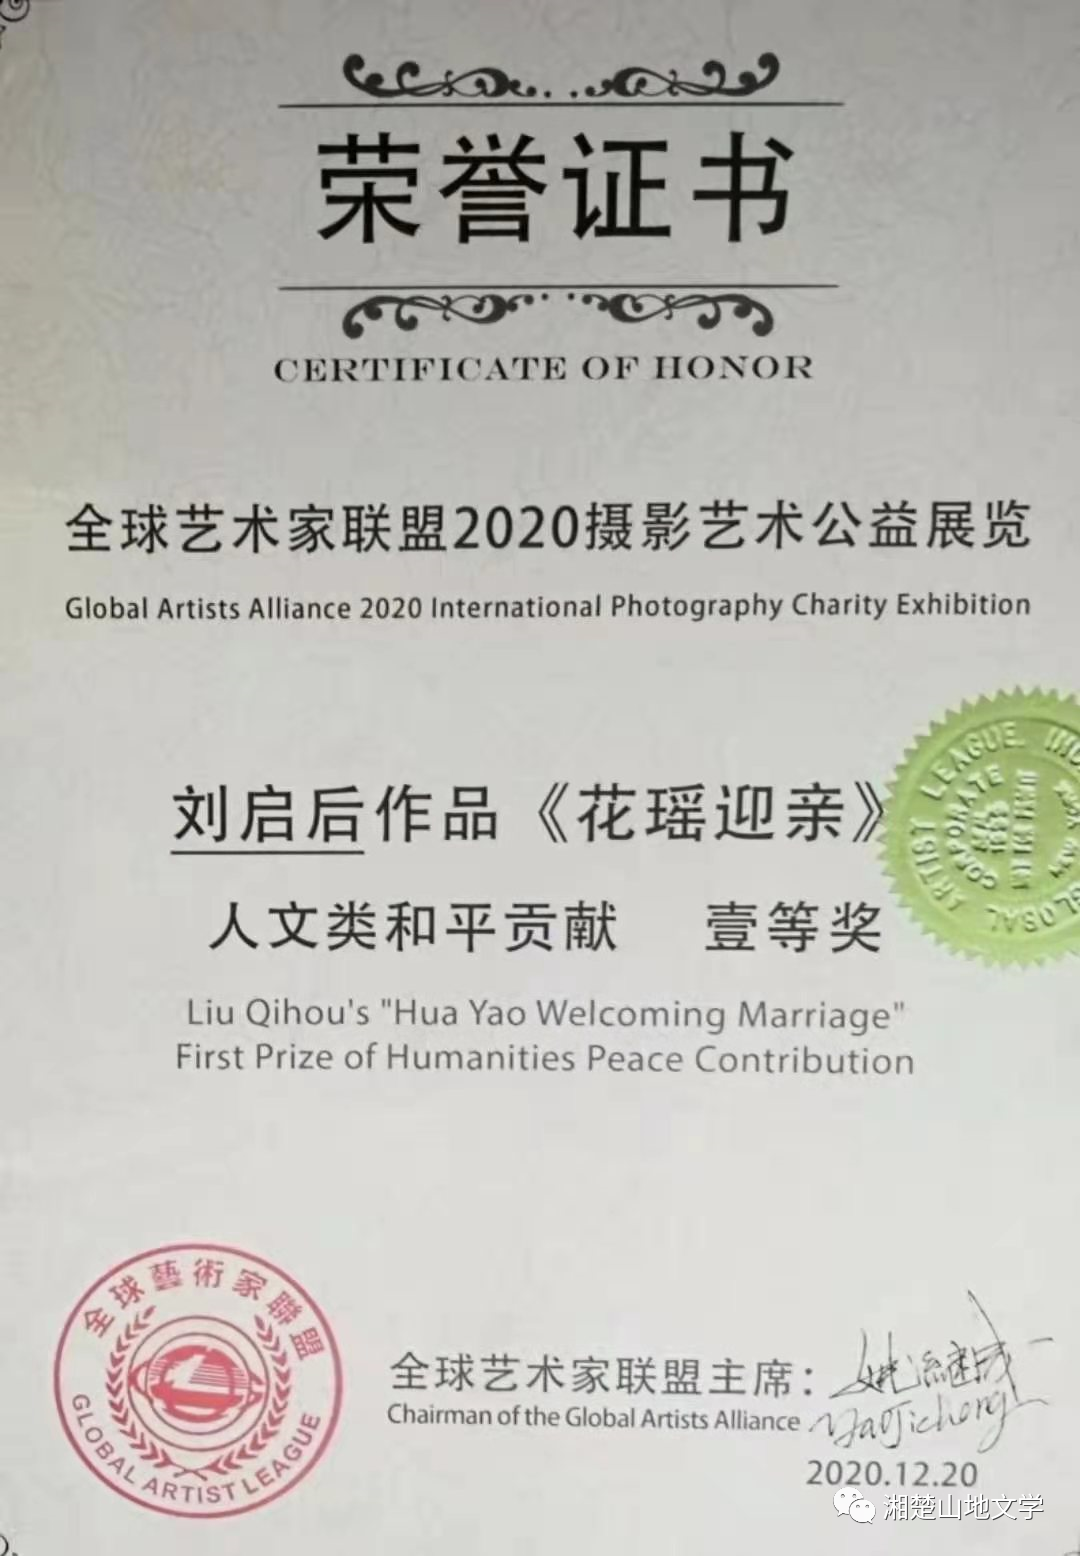 荣誉证书
CERTIFICATE OF HONOR
全球艺术家联盟2020摄影艺术公益展览
Global Artists Alliance 2020 International Photography Charity Exhibition
刘启后作品《花瑶迎亲》
人文类和平贡献 壹等奖
Liu Qihou's "Hua Yao Welcoming Marriage"
First Prize of Humanities Peace Contribution
ARTIST LEAGUE
CORPORATE
GLOBAL
全球藝術家聯盟
GLOBAL ARTIST LEAGUE
全球艺术家联盟主席：
Chairman of the Global Artists Alliance
YaoJicheng
2020.12.20
湘楚山地文学